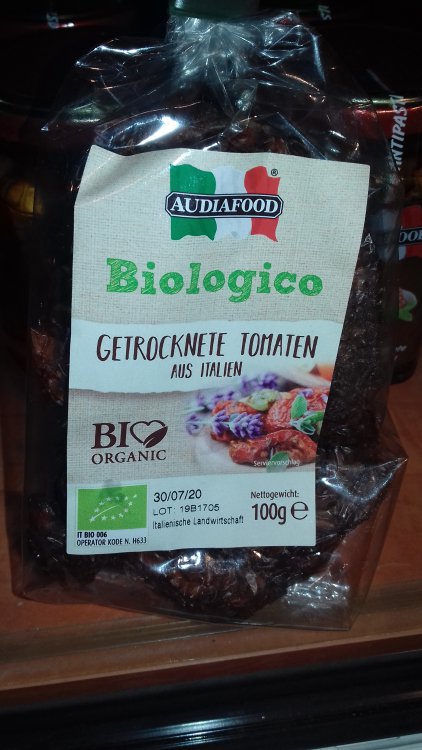 AUDIAFOOD
®
Biologico
GETROCKNETE TOMATEN
AUS ITALIEN
BIO
ORGANIC
Serviervorschlag
30/07/20
LOT: 19B1705
Italienische Landwirtschaft
Nettogewicht:
100g ℮
IT BIO 006
OPERATOR KODE N. H633
ANTIPASTI